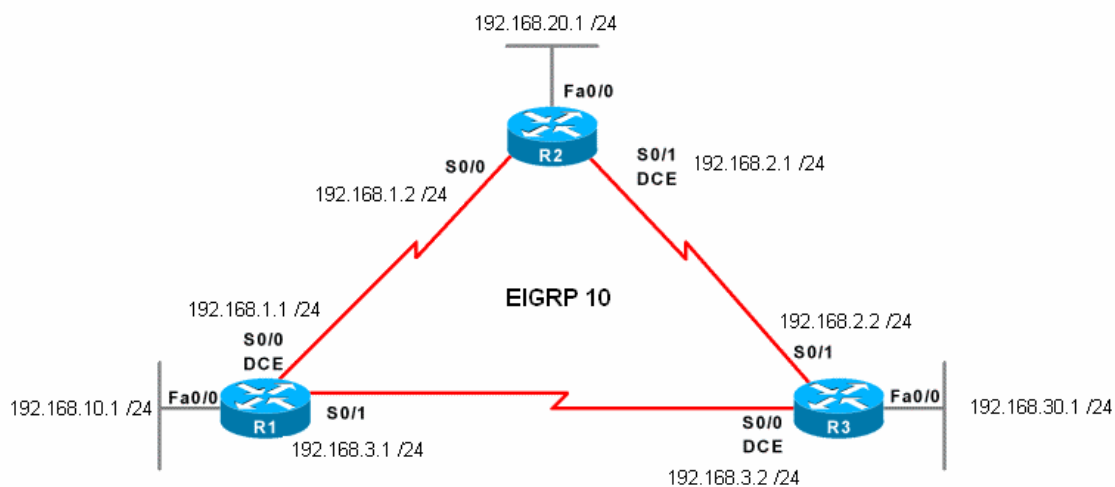 192.168.20.1 /24
Fa0/0
R2
S0/0
S0/1
DCE
192.168.2.1 /24
192.168.1.2 /24
EIGRP 10
192.168.1.1 /24
S0/0
DCE
192.168.2.2 /24
S0/1
192.168.10.1 /24
Fa0/0
R1
S0/1
192.168.3.1 /24
S0/0
DCE
R3
Fa0/0
192.168.30.1 /24
192.168.3.2 /24